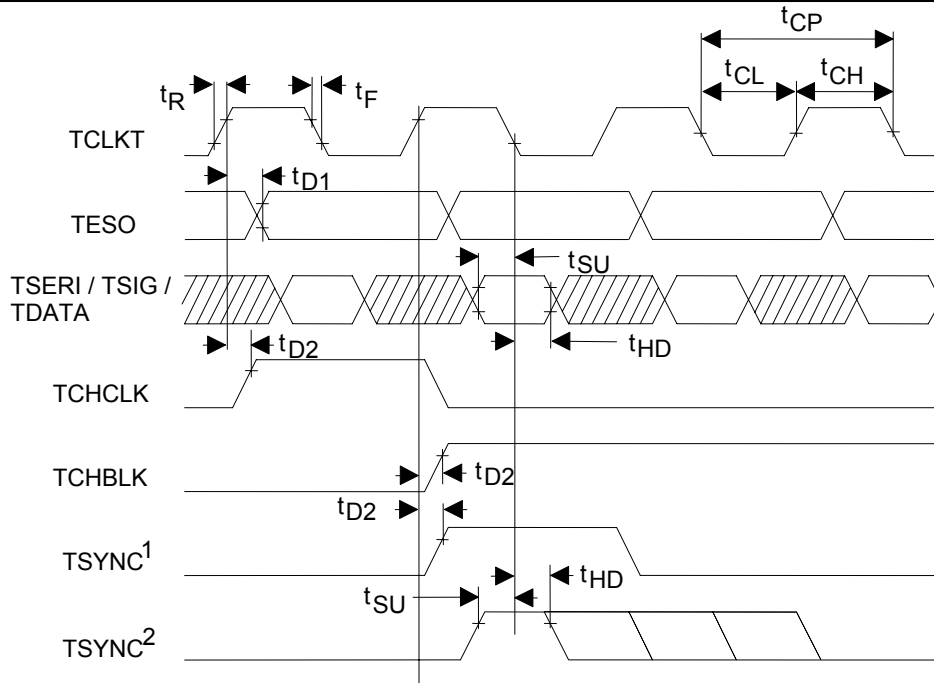 tCP
tCL tCH
tR tF
TCLKT
tD1
TESO
tSU
TSERI / TSIG /
TDATA
tHD
tD2
TCHCLK
TCHBLK
tD2
tD2
TSYNC1
tHD
tSU
TSYNC2